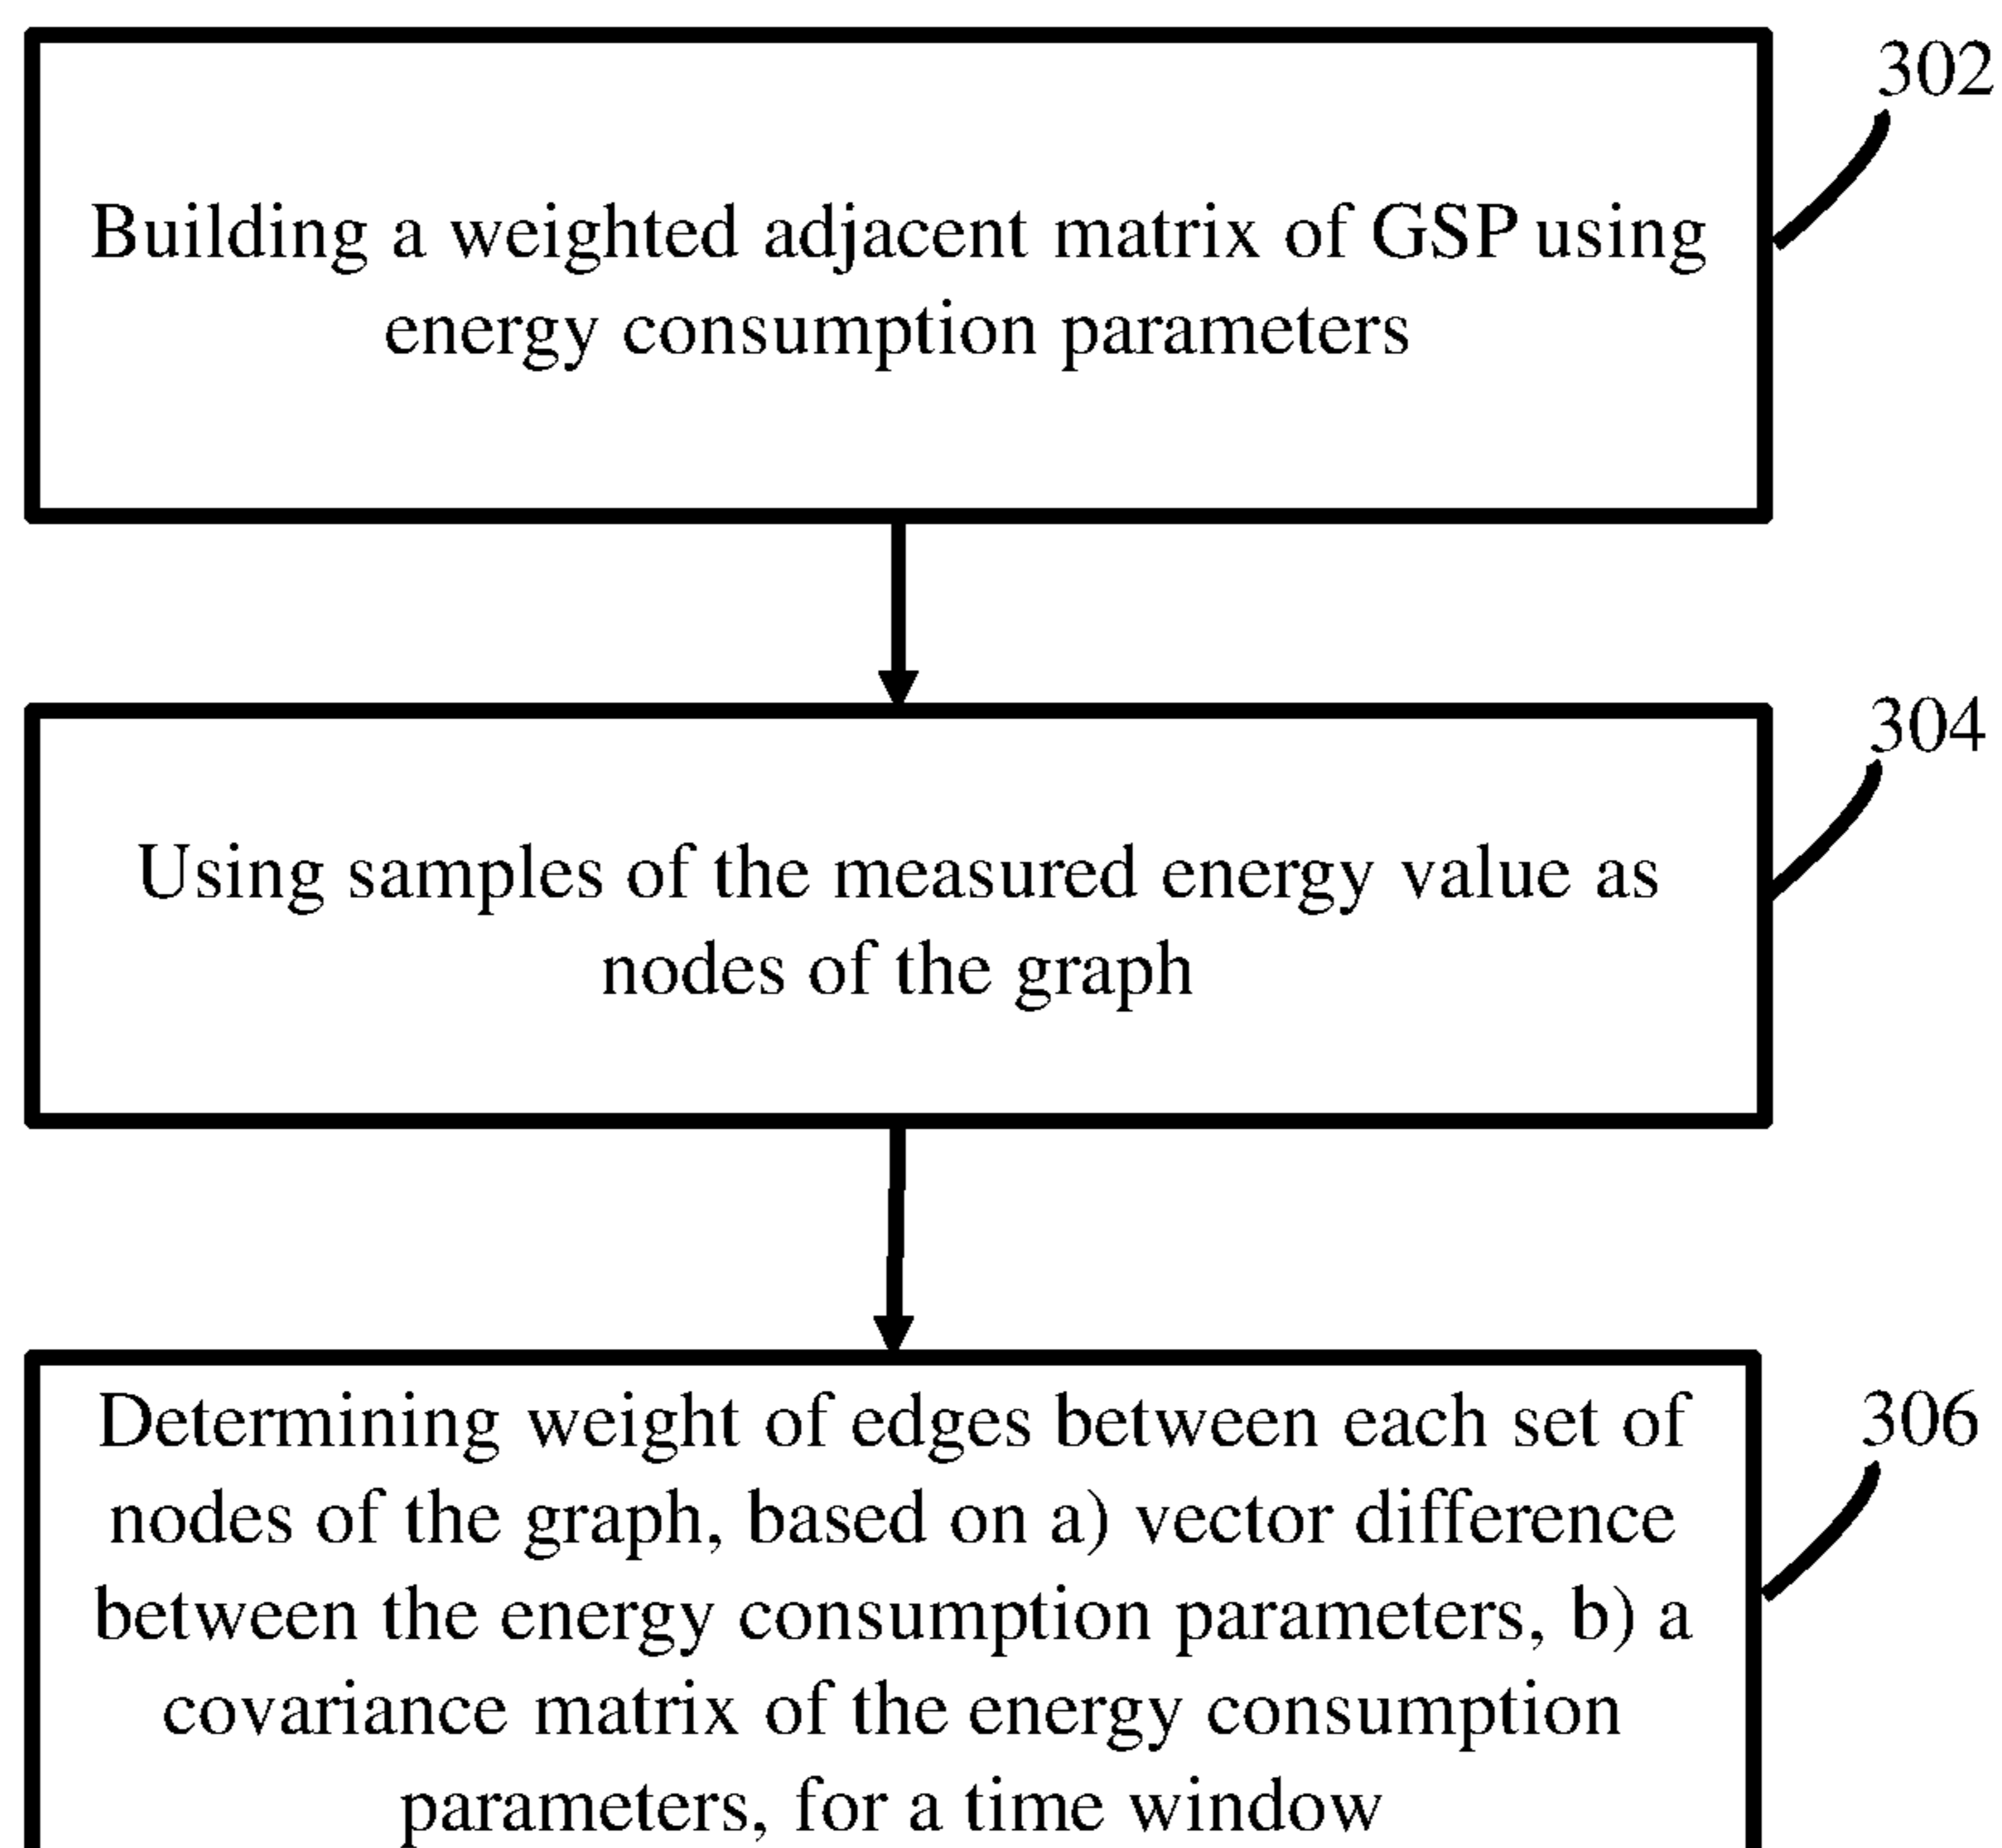 302
Building a weighted adjacent matrix of GSP using
energy consumption parameters
304
Using samples of the measured energy value as
nodes of the graph
306
Determining weight of edges between each set of
nodes of the graph, based on a) vector difference
between the energy consumption parameters, b) a
covariance matrix of the energy consumption
parameters, for a time window